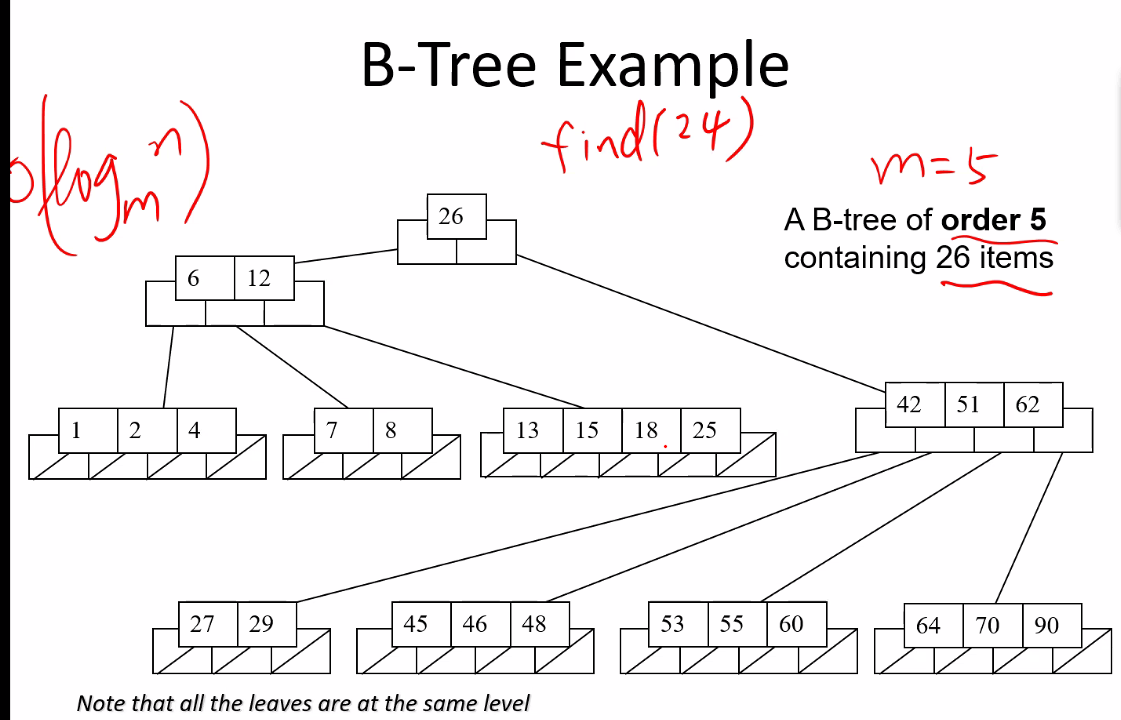 B-Tree Example
O(log_m n)
find(24)
m=5
A B-tree of order 5
containing 26 items
26
6 12
1 2 4
7 8
13 15 18 25
42 51 62
27 29
45 46 48
53 55 60
64 70 90
Note that all the leaves are at the same level